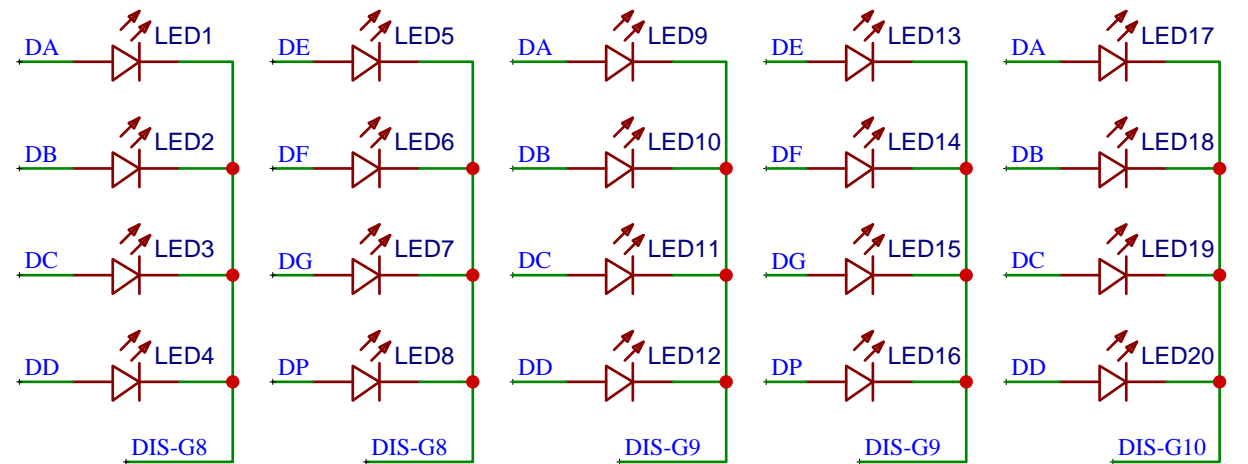 DA LED1 DE LED5 DA LED9 DE LED13 DA LED17
DB LED2 DF LED6 DB LED10 DF LED14 DB LED18
DC LED3 DG LED7 DC LED11 DG LED15 DC LED19
DD LED4 DP LED8 DD LED12 DP LED16 DD LED20
DIS-G8 DIS-G8 DIS-G9 DIS-G9 DIS-G10